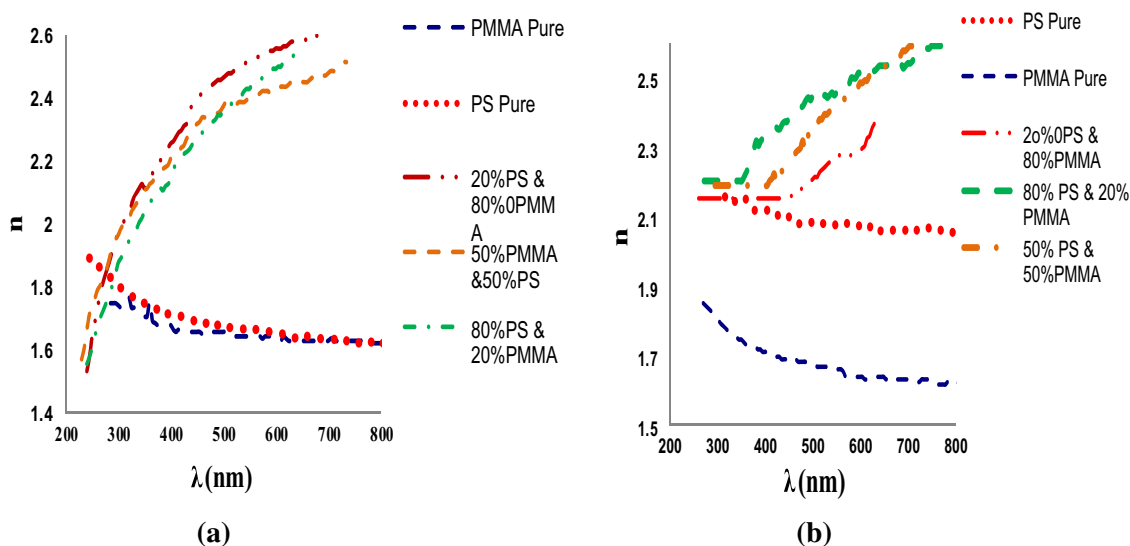 2.6
2.4
2.2
2
1.8
1.6
1.4
n
200 300 400 500 600 700 800
λ(nm)
PMMA Pure
PS Pure
20%PS &
80%0PMM
A
50%PMMA
&50%PS
80%PS &
20%PMMA
(a)
2.5
2.3
2.1
1.9
1.7
1.5
n
200 300 400 500 600 700 800
λ(nm)
PS Pure
PMMA Pure
2o%0PS &
80%PMMA
80% PS & 20%
PMMA
50% PS &
50%PMMA
(b)